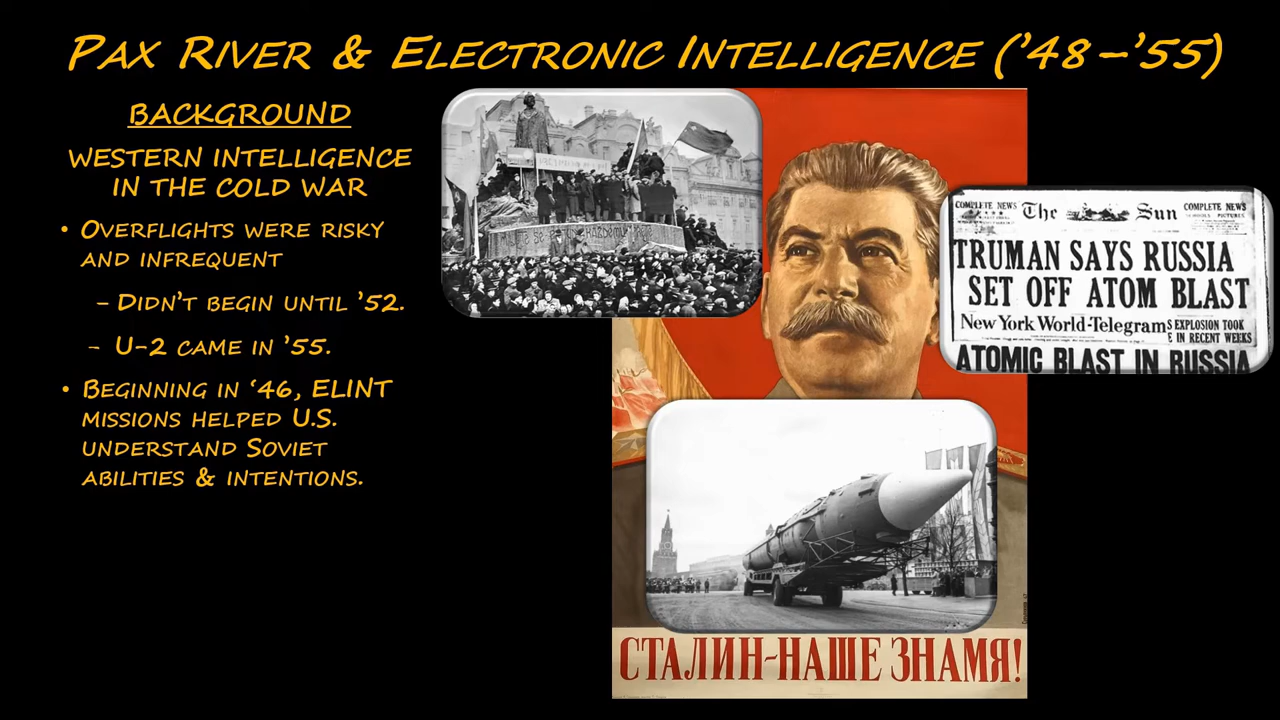 Pax River & Electronic Intelligence (’48–’55)
BACKGROUND
WESTERN INTELLIGENCE
IN THE COLD WAR
• Overflights were risky
and infrequent
– Didn’t begin until ’52.
– U-2 came in ’55.
• Beginning in ‘46, ELINT
missions helped U.S.
understand Soviet
abilities & intentions.
COMPLETE NEWS
The Sun
COMPLETE NEWS
PICTURES
TRUMAN SAYS RUSSIA
SET OFF ATOM BLAST
New York World-Telegram
S EXPLOSION TOOK
E IN RECENT WEEKS
ATOMIC BLAST IN RUSSIA
СТАЛИН-НАШЕ ЗНАМЯ!